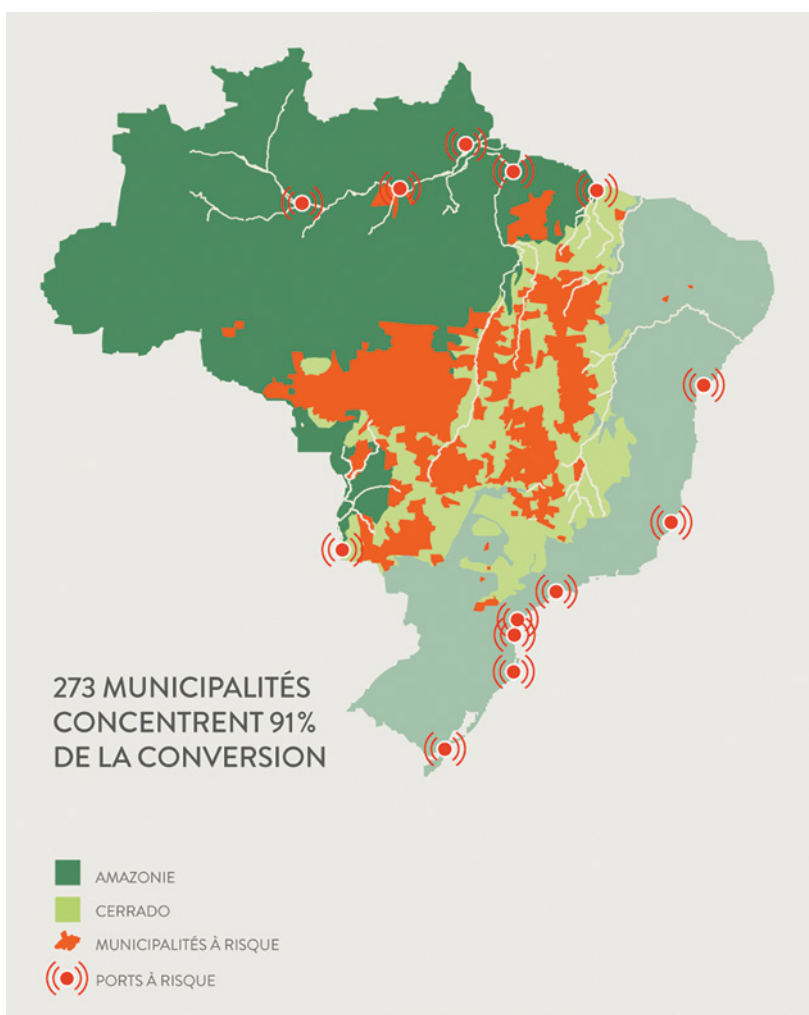 273 MUNICIPALITÉS
CONCENTRENT 91%
DE LA CONVERSION
AMAZONIE
CERRADO
MUNICIPALITÉS À RISQUE
PORTS À RISQUE